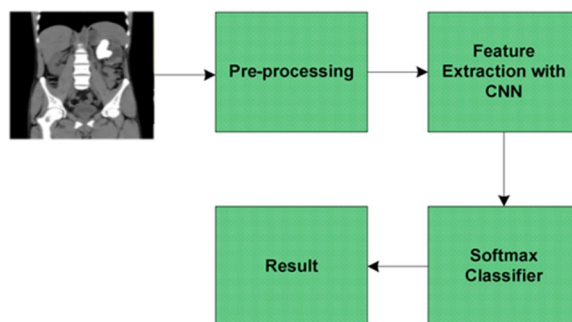 Pre-processing
Feature
Extraction with
CNN
Softmax
Classifier
Result